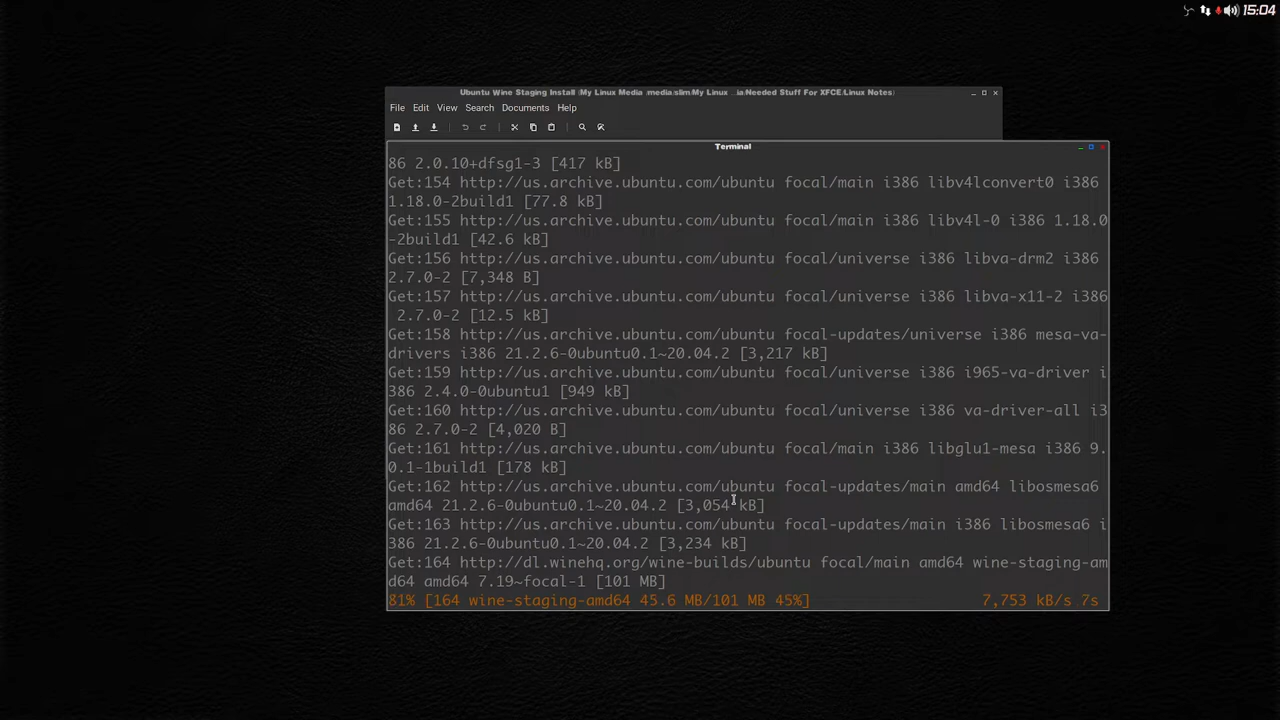 15:04
Ubuntu Wine Staging Install (My Linux Media /media/slim/My Linux ...ia/Needed Stuff For XFCE/Linux Notes)
File Edit View Search Documents Help
Terminal
86 2.0.10+dfsg1-3 [417 kB]
Get:154 http://us.archive.ubuntu.com/ubuntu focal/main i386 libv4lconvert0 i386
1.18.0-2build1 [77.8 kB]
Get:155 http://us.archive.ubuntu.com/ubuntu focal/main i386 libv4l-0 i386 1.18.0
-2build1 [42.6 kB]
Get:156 http://us.archive.ubuntu.com/ubuntu focal/universe i386 libva-drm2 i386
2.7.0-2 [7,348 B]
Get:157 http://us.archive.ubuntu.com/ubuntu focal/universe i386 libva-x11-2 i386
2.7.0-2 [12.5 kB]
Get:158 http://us.archive.ubuntu.com/ubuntu focal-updates/universe i386 mesa-va-
drivers i386 21.2.6-0ubuntu0.1~20.04.2 [3,217 kB]
Get:159 http://us.archive.ubuntu.com/ubuntu focal/universe i386 i965-va-driver i
386 2.4.0-0ubuntu1 [949 kB]
Get:160 http://us.archive.ubuntu.com/ubuntu focal/universe i386 va-driver-all i3
86 2.7.0-2 [4,020 B]
Get:161 http://us.archive.ubuntu.com/ubuntu focal/main i386 libglu1-mesa i386 9.
0.1-1build1 [178 kB]
Get:162 http://us.archive.ubuntu.com/ubuntu focal-updates/main amd64 libosmesa6
amd64 21.2.6-0ubuntu0.1~20.04.2 [3,054 kB]
Get:163 http://us.archive.ubuntu.com/ubuntu focal-updates/main i386 libosmesa6 i
386 21.2.6-0ubuntu0.1~20.04.2 [3,234 kB]
Get:164 http://dl.winehq.org/wine-builds/ubuntu focal/main amd64 wine-staging-am
d64 amd64 7.19~focal-1 [101 MB]
81% [164 wine-staging-amd64 45.6 MB/101 MB 45%] 7,753 kB/s 7s